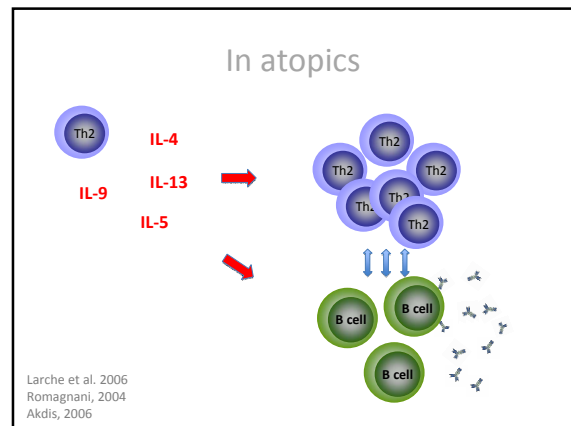 In atopics
Th2
IL-4
IL-9
IL-13
IL-5
Th2
Th2
Th2
Th2
Th2
Th2
B cell
B cell
B cell
Larche et al. 2006
Romagnani, 2004
Akdis, 2006